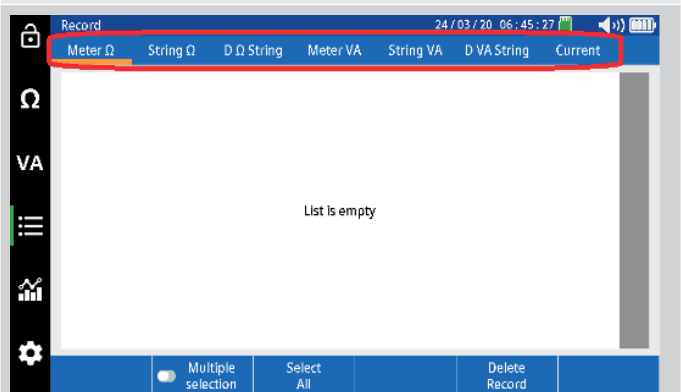 Record 24/03/20 06:45:27
Meter Ω String Ω D Ω String Meter VA String VA D VA String Current
Ω
VA
List is empty
Multiple selection
Select All
Delete Record